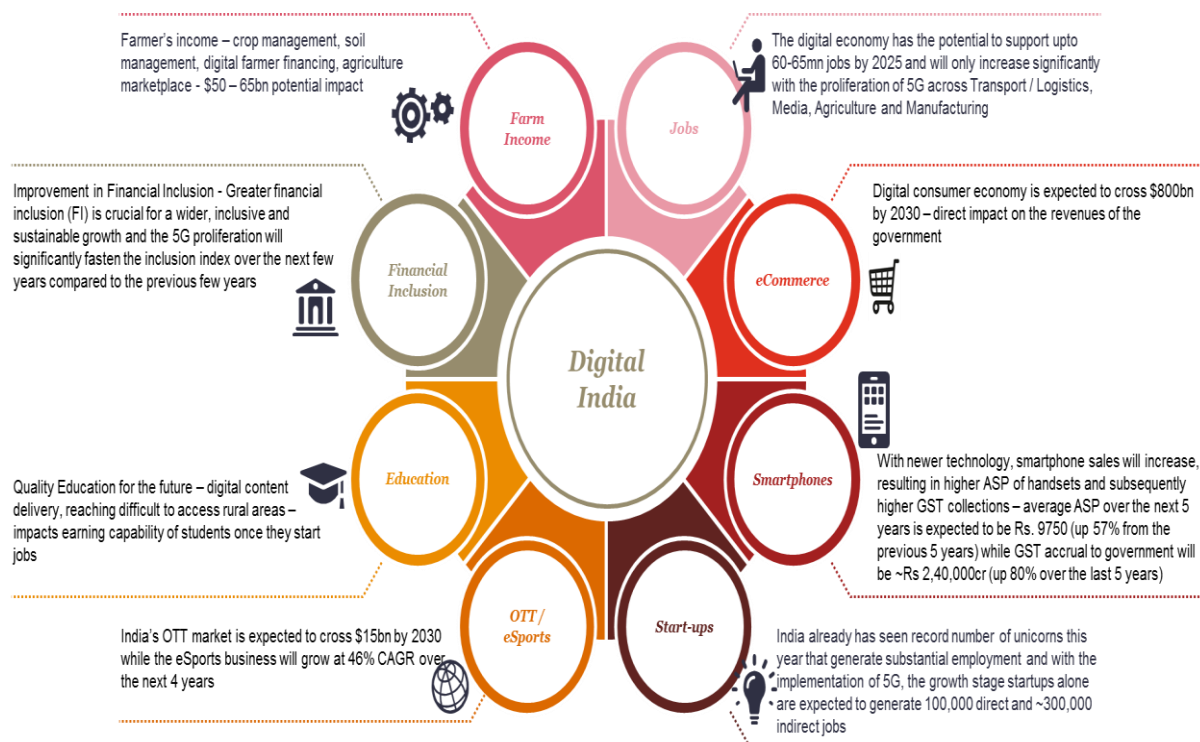 Farmer's income – crop management, soil
management, digital farmer financing, agriculture
marketplace - $50 – 65bn potential impact
Farm
Income
Jobs
The digital economy has the potential to support upto
60-65mn jobs by 2025 and will only increase significantly
with the proliferation of 5G across Transport / Logistics,
Media, Agriculture and Manufacturing
Improvement in Financial Inclusion - Greater financial
inclusion (FI) is crucial for a wider, inclusive and
sustainable growth and the 5G proliferation will
significantly fasten the inclusion index over the next few
years compared to the previous few years
Financial
Inclusion
eCommerce
Digital consumer economy is expected to cross $800bn
by 2030 – direct impact on the revenues of the
government
Digital
India
Quality Education for the future – digital content
delivery, reaching difficult to access rural areas –
impacts earning capability of students once they start
jobs
Education
Smartphones
With newer technology, smartphone sales will increase,
resulting in higher ASP of handsets and subsequently
higher GST collections – average ASP over the next 5
years is expected to be Rs. 9750 (up 57% from the
previous 5 years) while GST accrual to government will
be ~Rs 2,40,000cr (up 80% over the last 5 years)
India's OTT market is expected to cross $15bn by 2030
while the eSports business will grow at 46% CAGR over
the next 4 years
OTT /
eSports
Start-ups
India already has seen record number of unicorns this
year that generate substantial employment and with the
implementation of 5G, the growth stage startups alone
are expected to generate 100,000 direct and ~300,000
indirect jobs